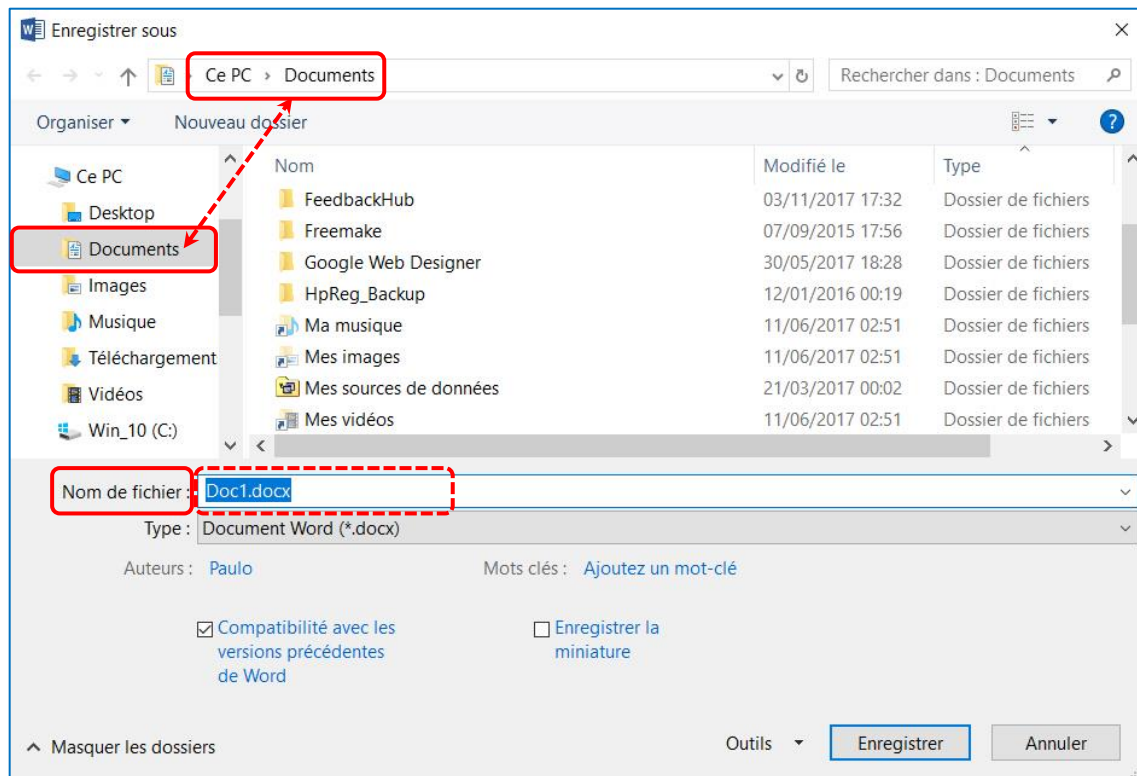 Enregistrer sous
Ce PC › Documents
Rechercher dans : Documents
Organiser
Nouveau dossier
Ce PC
Desktop
Documents
Images
Musique
Téléchargement
Vidéos
Win_10 (C:)
Nom Modifié le Type
FeedbackHub 03/11/2017 17:32 Dossier de fichiers
Freemake 07/09/2015 17:56 Dossier de fichiers
Google Web Designer 30/05/2017 18:28 Dossier de fichiers
HpReg_Backup 12/01/2016 00:19 Dossier de fichiers
Ma musique 11/06/2017 02:51 Dossier de fichiers
Mes images 11/06/2017 02:51 Dossier de fichiers
Mes sources de données 21/03/2017 00:02 Dossier de fichiers
Mes vidéos 11/06/2017 02:51 Dossier de fichiers
Nom de fichier : Doc1.docx
Type : Document Word (*.docx)
Auteurs : Paulo
Mots clés : Ajoutez un mot-clé
Compatibilité avec les
versions précédentes
de Word
Enregistrer la
miniature
Masquer les dossiers
Outils
Enregistrer
Annuler